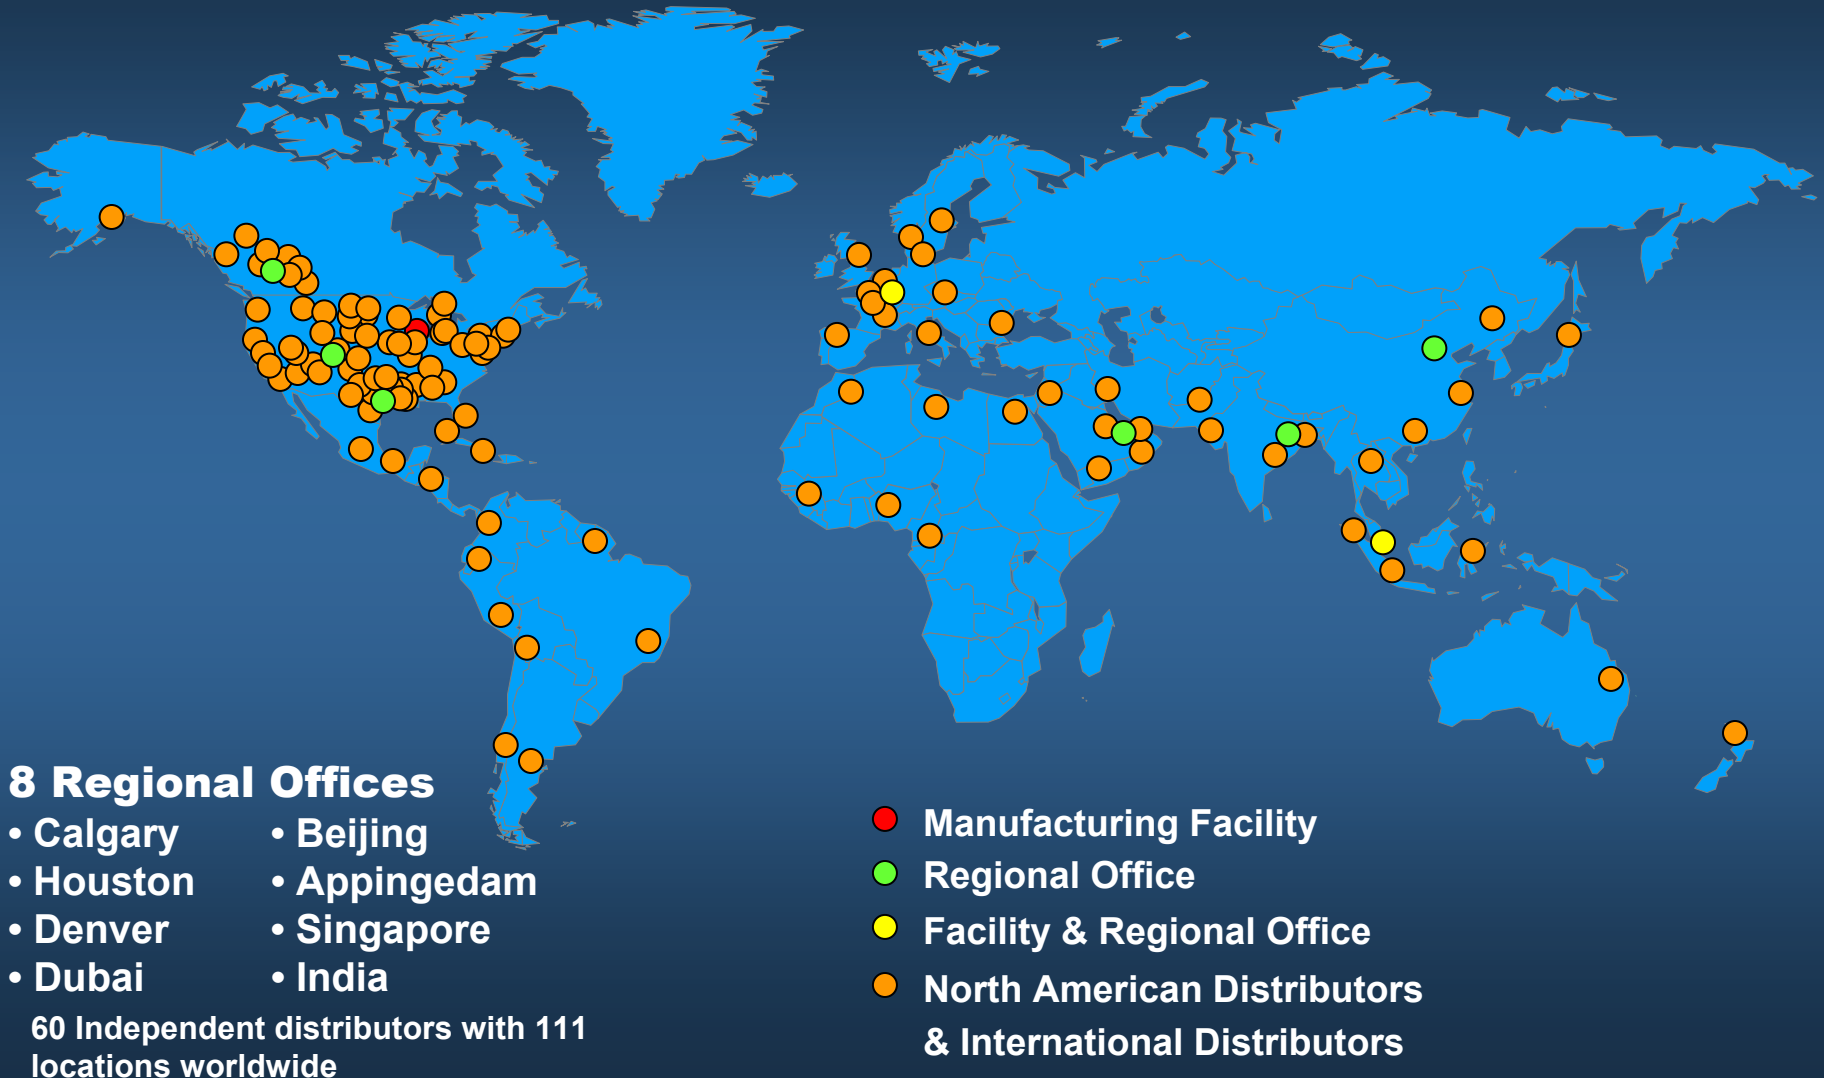 8 Regional Offices
• Calgary
• Houston
• Denver
• Dubai
• Beijing
• Appingedam
• Singapore
• India
60 Independent distributors with 111
locations worldwide
Manufacturing Facility
Regional Office
Facility & Regional Office
North American Distributors
& International Distributors